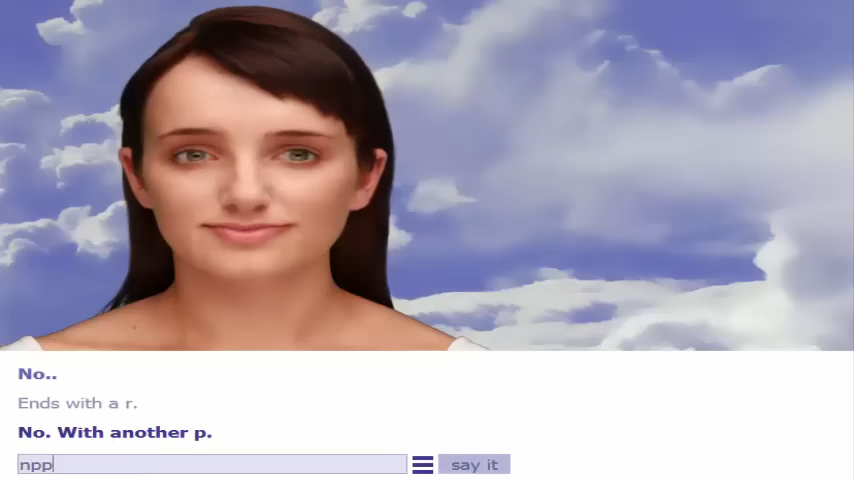 No..
Ends with a r.
No. With another p.
npp
say it